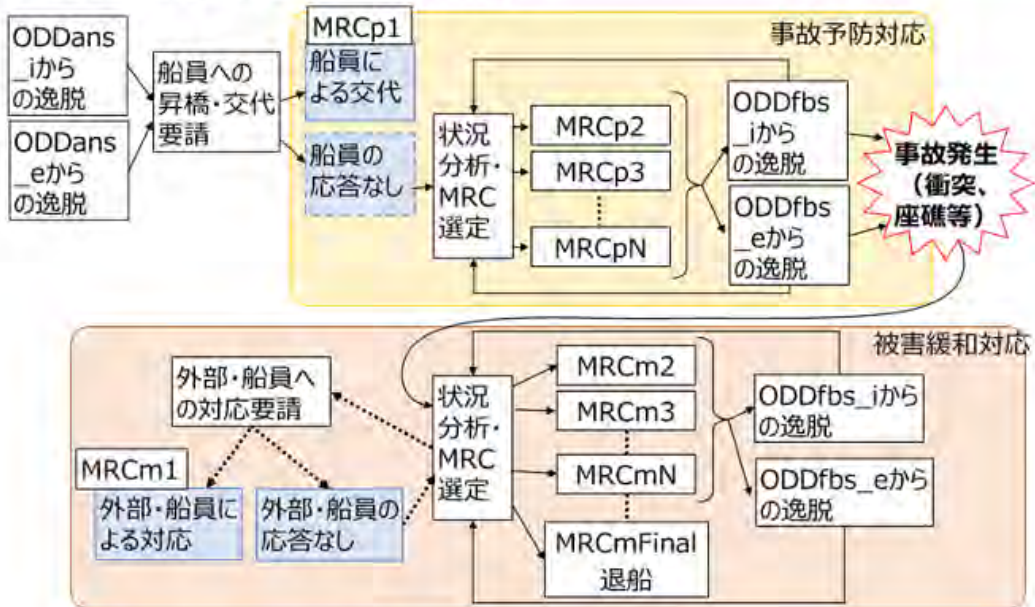 事故予防対応
ODDans
_iから
の逸脱
ODDans
_eから
の逸脱
船員への
昇橋・交代
要請
MRCp1
船員に
よる交代
船員の
応答なし
状況
分析・
MRC
選定
MRCp2
MRCp3
MRCpN
ODDfbs
_iから
の逸脱
ODDfbs
_eから
の逸脱
事故発生
（衝突、
座礁等）
被害緩和対応
外部・船員へ
の対応要請
MRCm1
外部・船員に
よる対応
外部・船員の
応答なし
状況
分析・
MRC
選定
MRCm2
MRCm3
MRCmN
MRCmFinal
退船
ODDfbs_iから
の逸脱
ODDfbs_eから
の逸脱